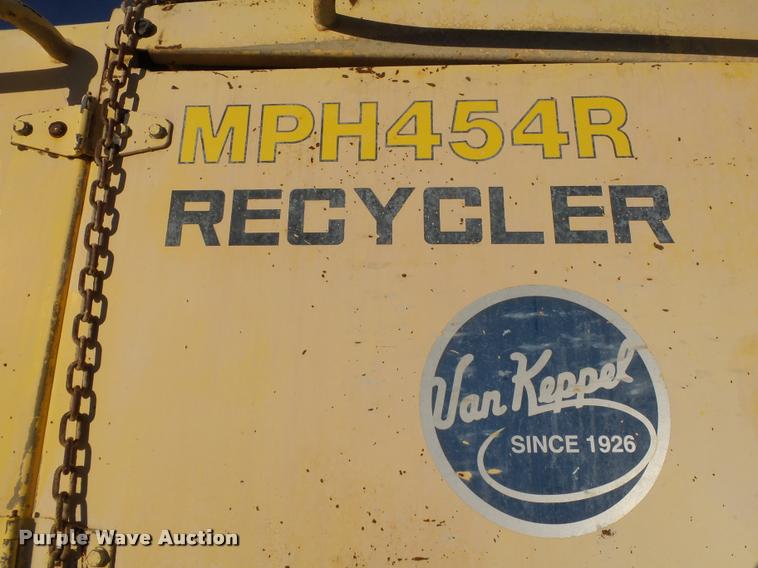 MPH454R
RECYCLER
Van Keppel
SINCE 1926
Purple Wave Auction